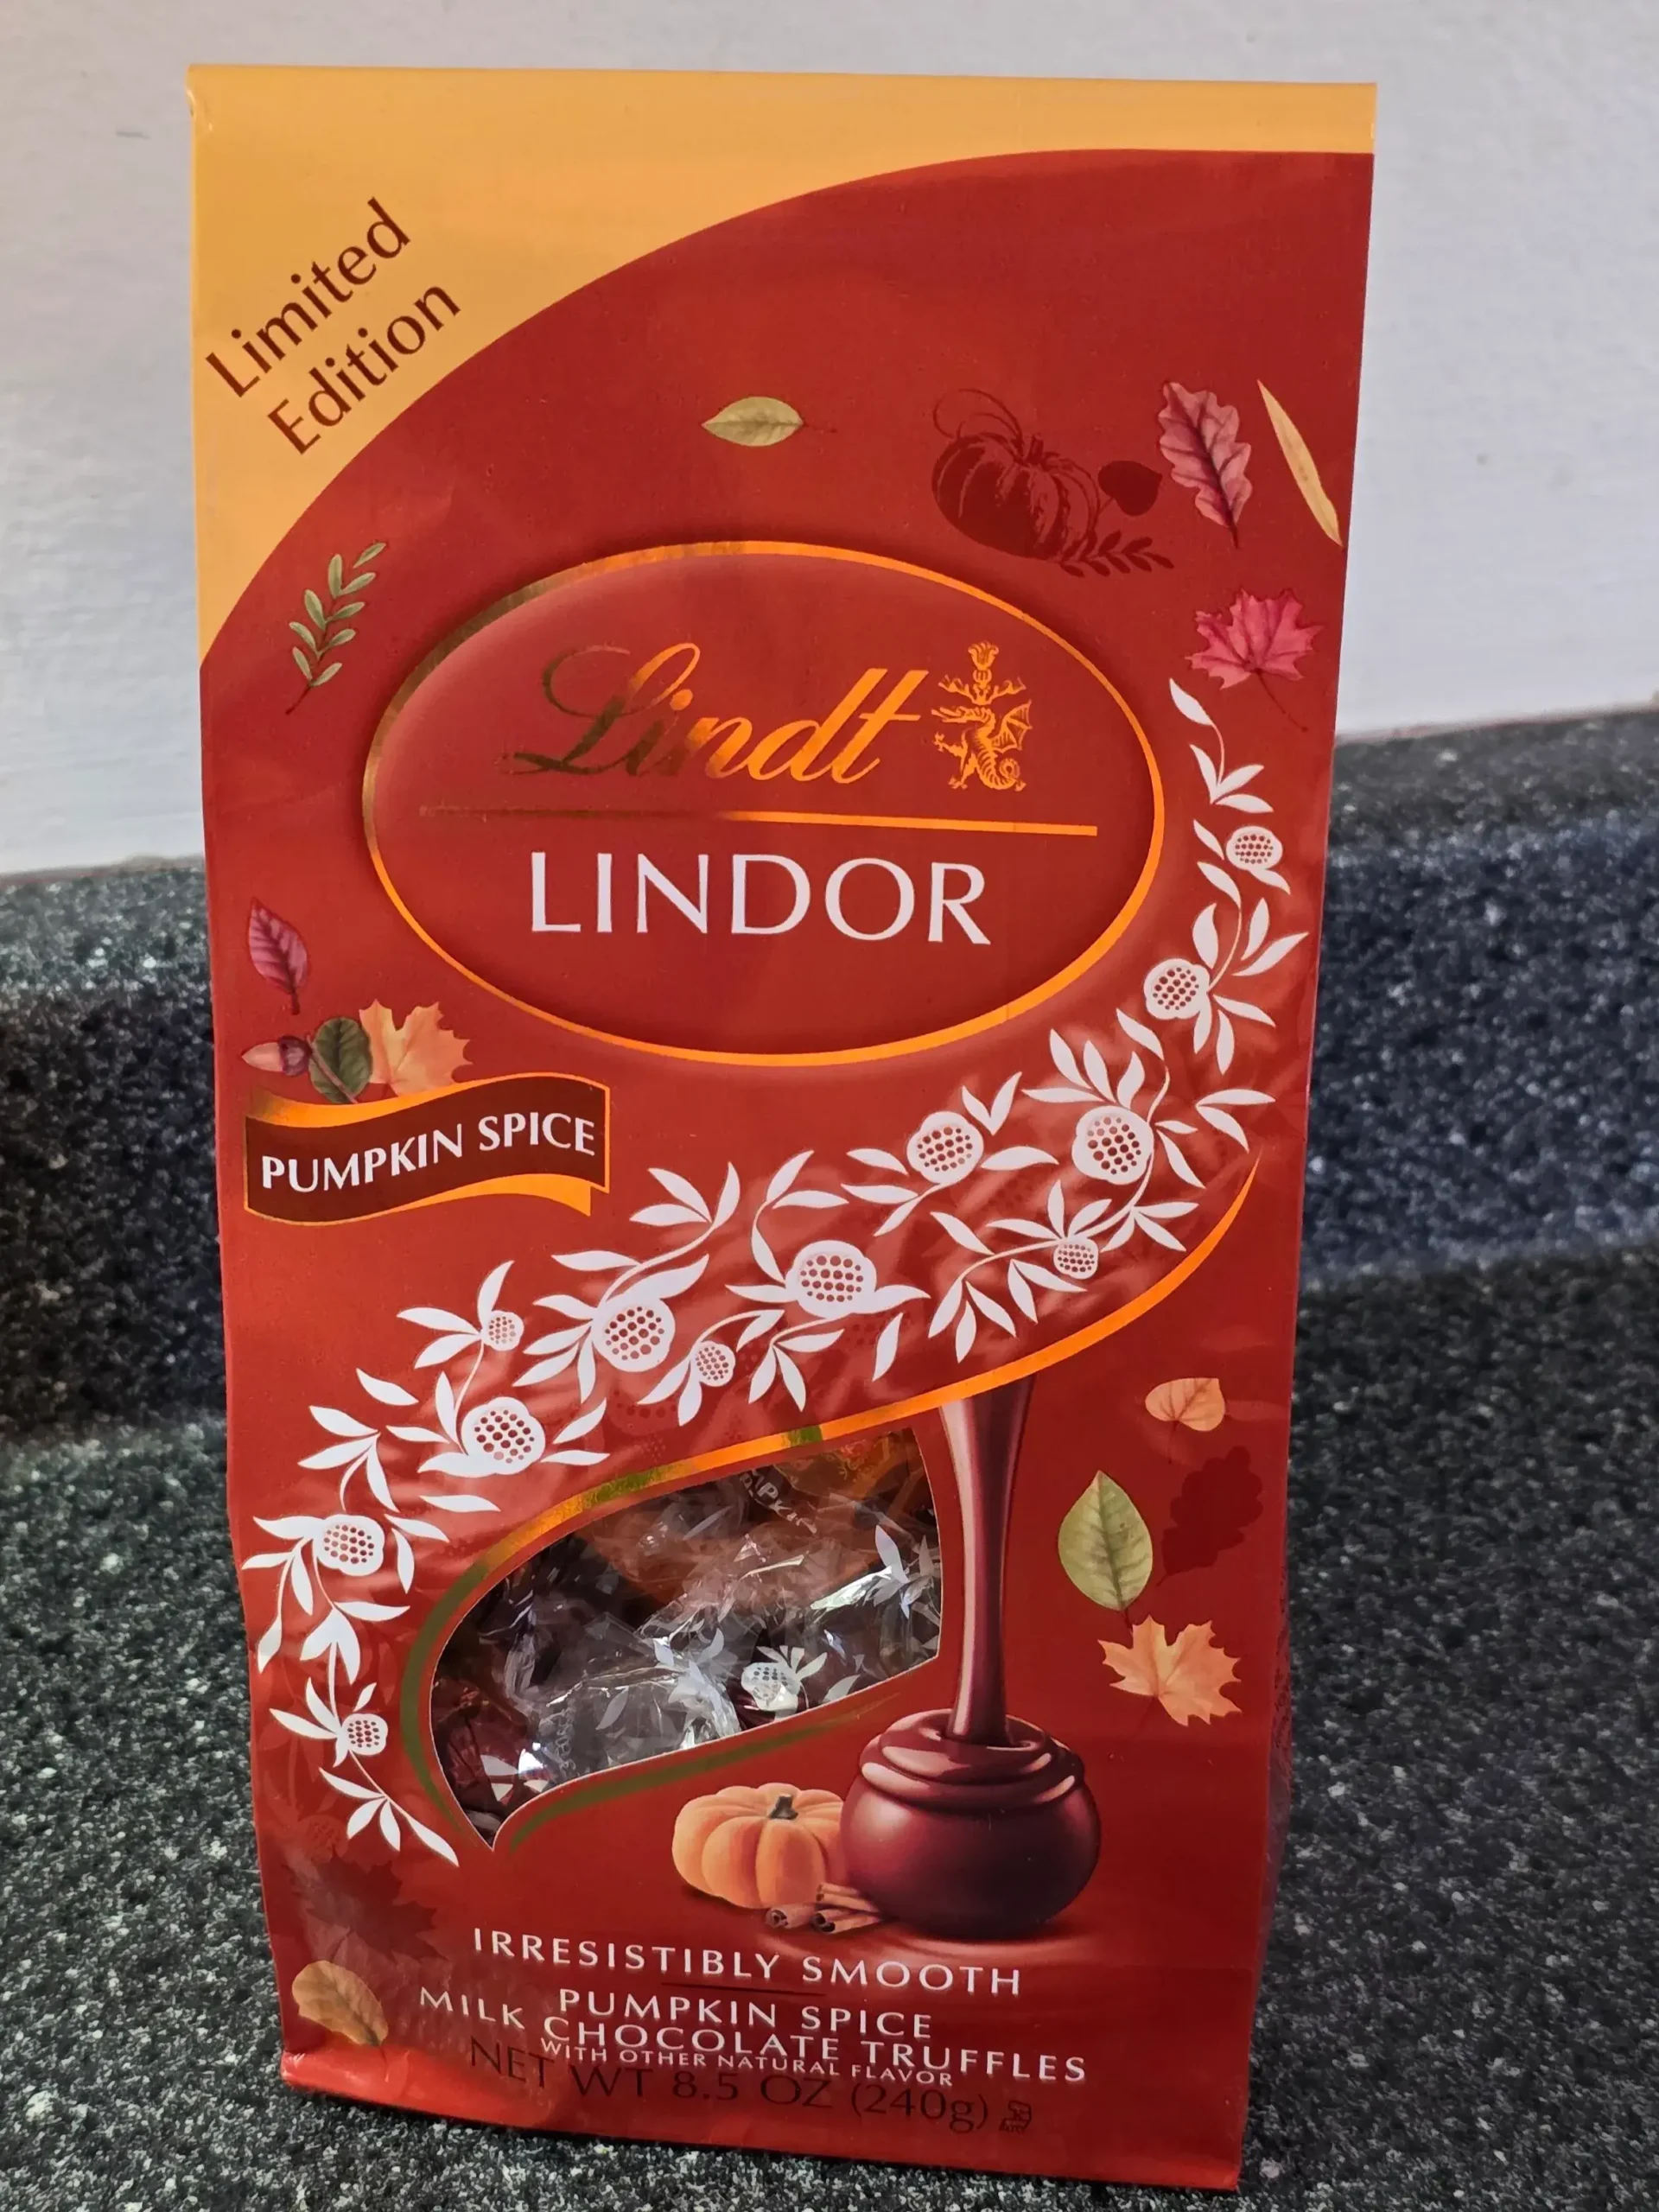 Limited
Edition
Lindt
LINDOR
PUMPKIN SPICE
IRRESISTIBLY SMOOTH
PUMPKIN SPICE
MILK CHOCOLATE TRUFFLES
WITH OTHER NATURAL FLAVOR
NET WT 8.5 OZ (240g)